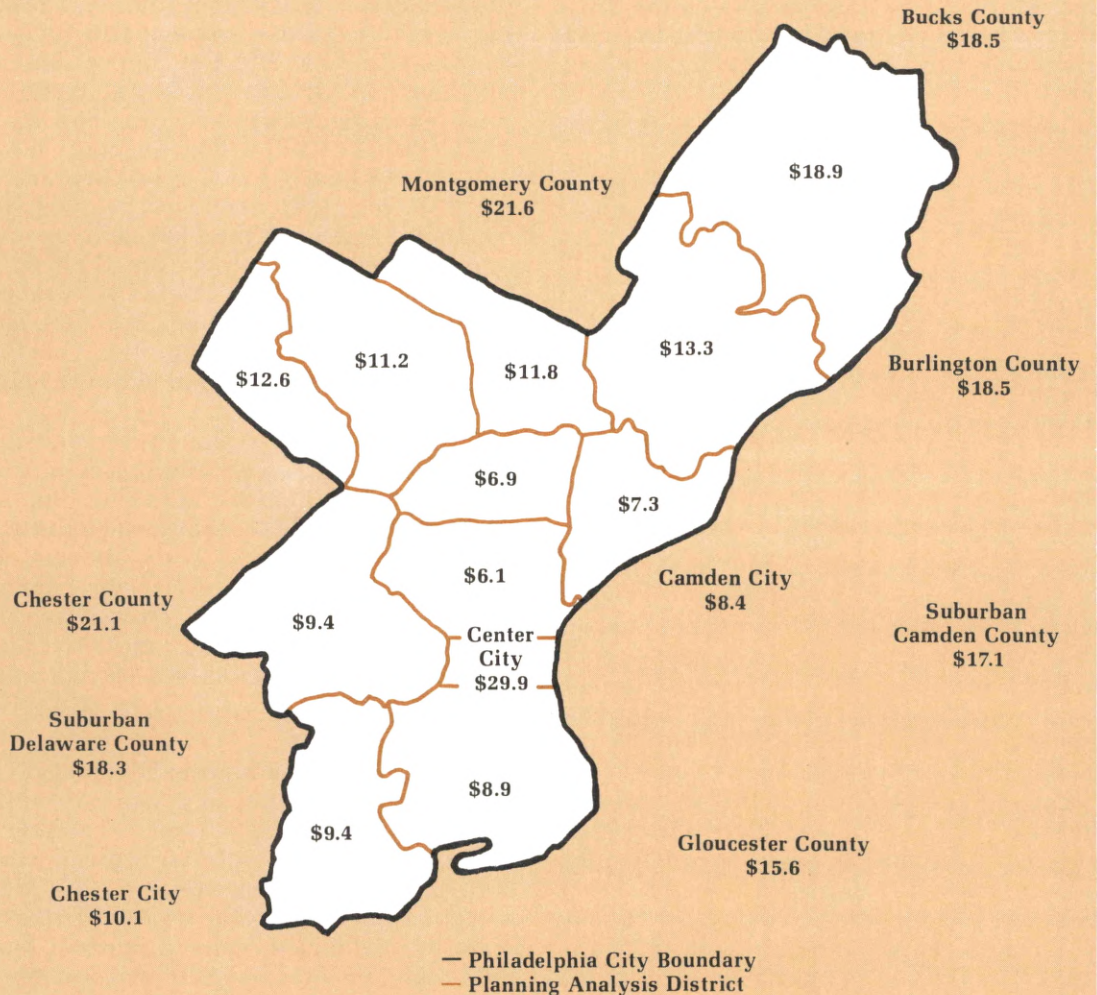 Bucks County
$18.5
$18.9
Montgomery County
$21.6
$13.3
$11.2
$11.8
$12.6
Burlington County
$18.5
$6.9
$7.3
$6.1
Camden City
$8.4
Chester County
$21.1
$9.4
Suburban
Camden County
$17.1
Center
City
$29.9
Suburban
Delaware County
$18.3
$8.9
$9.4
Gloucester County
$15.6
Chester City
$10.1
Philadelphia City Boundary
Planning Analysis District